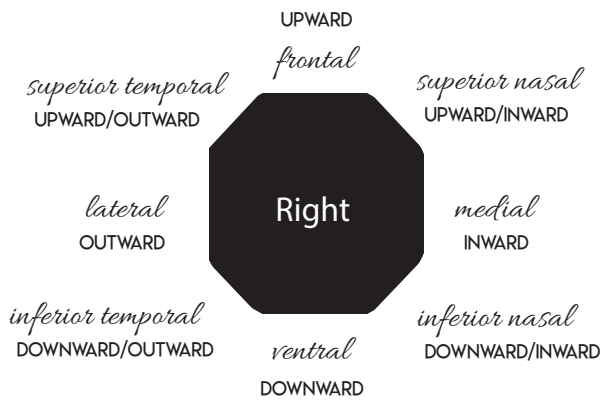 UPWARD
frontal
superior temporal
UPWARD/OUTWARD
superior nasal
UPWARD/INWARD
lateral
OUTWARD
Right
medial
INWARD
inferior temporal
DOWNWARD/OUTWARD
inferior nasal
DOWNWARD/INWARD
ventral
DOWNWARD